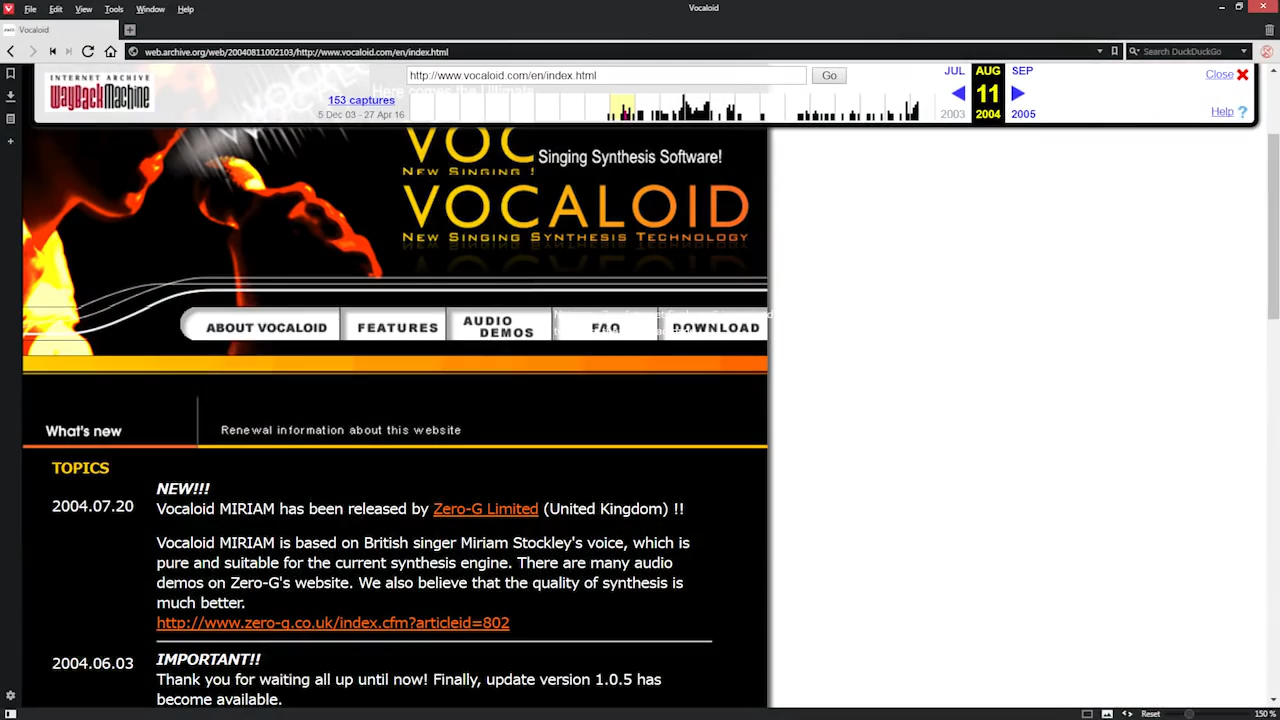 File Edit View Tools Window Help
Vocaloid
Vocaloid
web.archive.org/web/20040811002103/http://www.vocaloid.com/en/index.html
Search DuckDuckGo
INTERNET ARCHIVE
WayBackMachine
http://www.vocaloid.com/en/index.html
Go
Here comes the Ultimate
153 captures
5 Dec 03 - 27 Apr 16
JUL AUG SEP
11
2003 2004 2005
Close
Help ?
VOC
Singing Synthesis Software!
NEW SINGING !
VOCALOID
NEW SINGING SYNTHESIS TECHNOLOGY
ABOUT VOCALOID
FEATURES
AUDIO
DEMOS
FAQ
DOWNLOAD
What's new
Renewal information about this website
TOPICS
NEW!!!
2004.07.20
Vocaloid MIRIAM has been released by Zero-G Limited (United Kingdom) !!
Vocaloid MIRIAM is based on British singer Miriam Stockley's voice, which is
pure and suitable for the current synthesis engine. There are many audio
demos on Zero-G's website. We also believe that the quality of synthesis is
much better.
http://www.zero-g.co.uk/index.cfm?articleid=802
2004.06.03
IMPORTANT!!
Thank you for waiting all up until now! Finally, update version 1.0.5 has
become available.
Reset
150 %